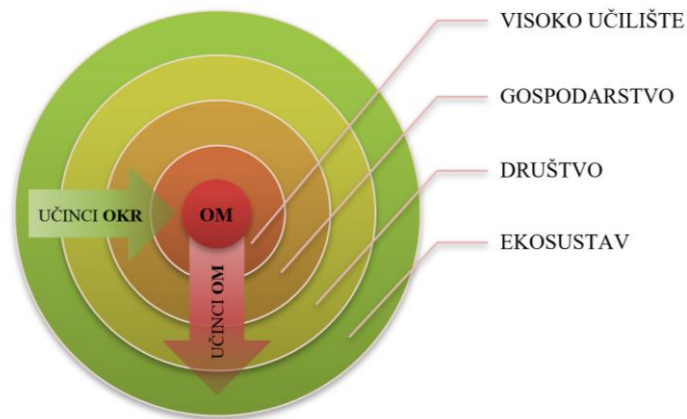 VISOKO UČILIŠTE
GOSPODARSTVO
DRUŠTVO
EKOSUSTAV
UČINCI OKR
OM
UČINCI OM